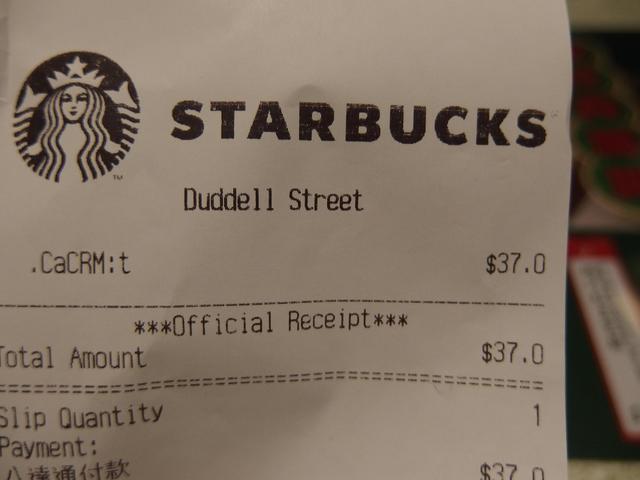 STARBUCKS
TM
Duddell Street
.CaCRM:t $37.0
***Official Receipt***
Total Amount $37.0
Slip Quantity 1
Payment:
八達通付款 $37.0